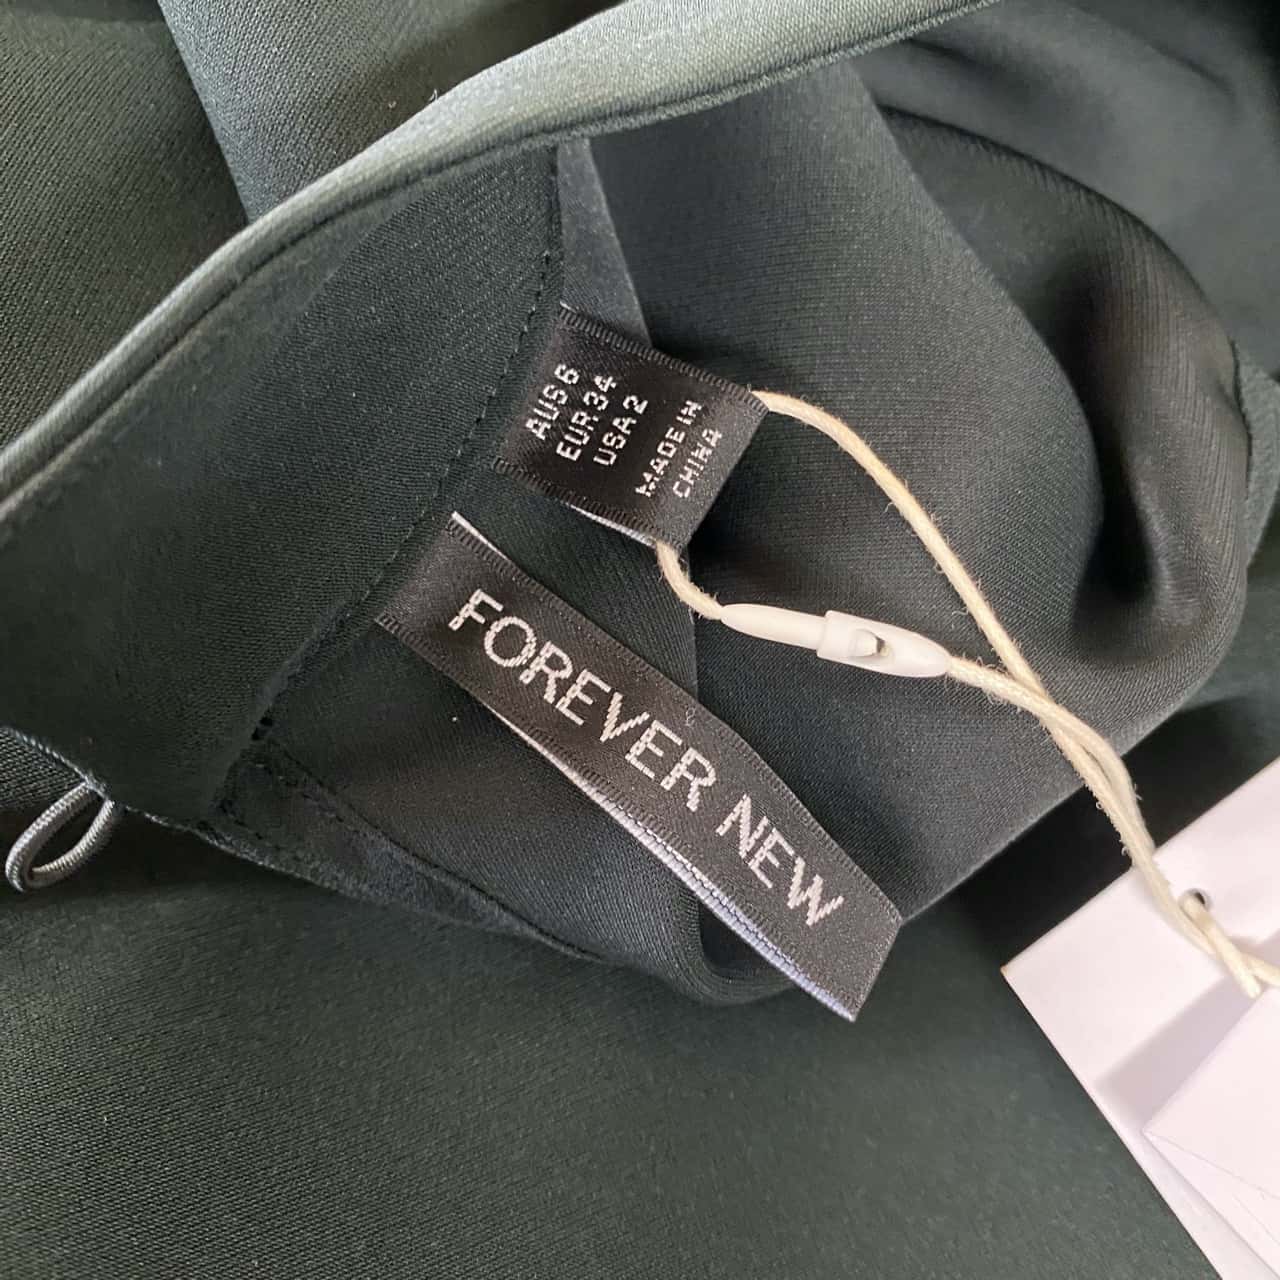 AUS 6
EUR 34
USA 2
MADE IN
CHINA
FOREVER NEW